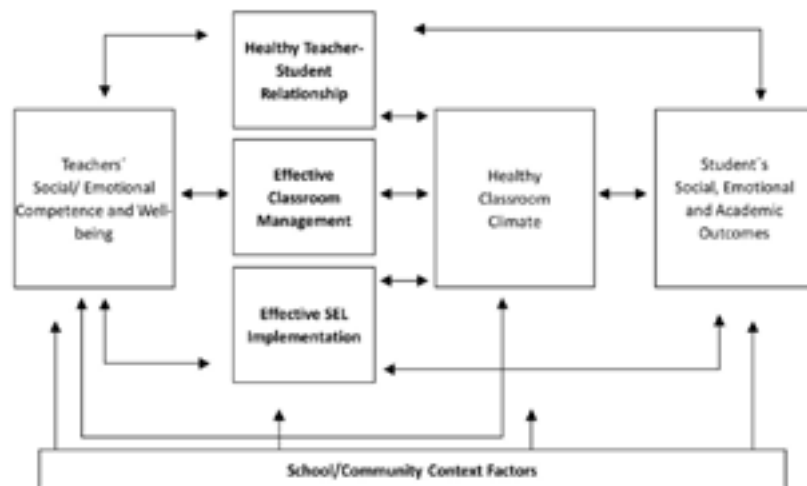 Healthy Teacher-
Student
Relationship
Teachers´
Social/ Emotional
Competence and Well-
being
Effective
Classroom
Management
Healthy
Classroom
Climate
Student´s
Social, Emotional
and Academic
Outcomes
Effective SEL
Implementation
School/Community Context Factors